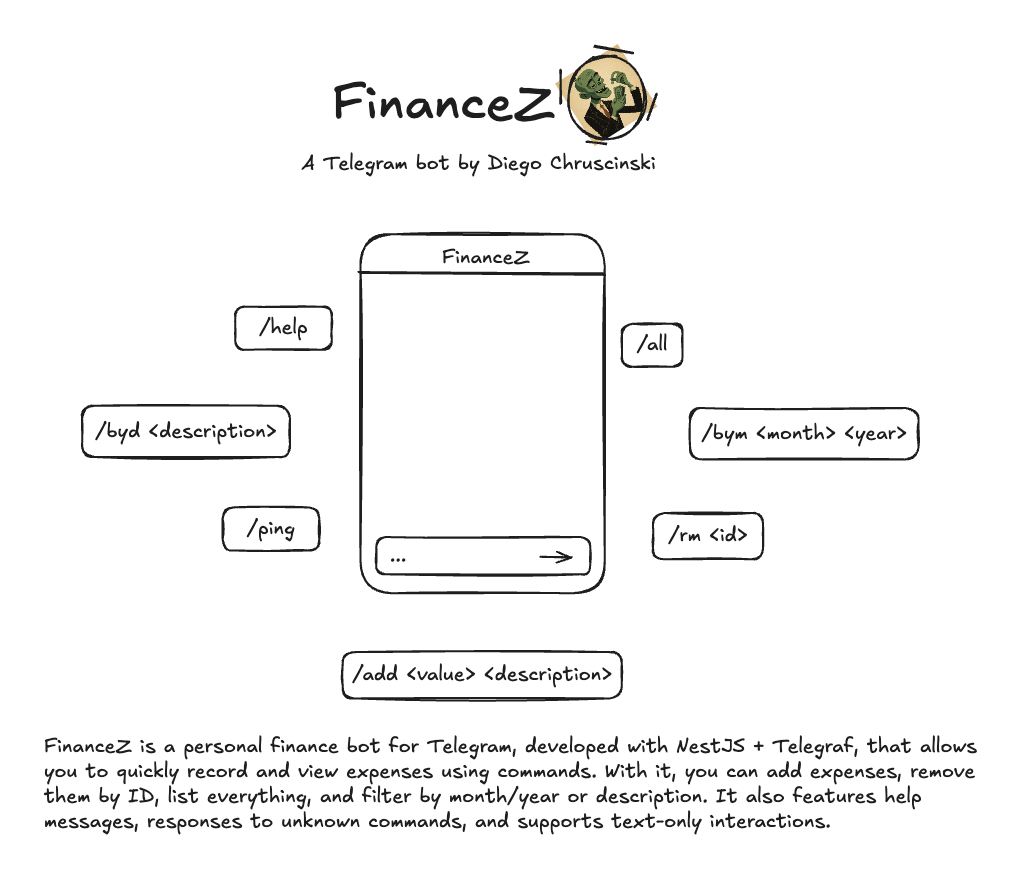 FinanceZ
A Telegram bot by Diego Chruscinski
FinanceZ
/help
/all
/byd <description>
/bym <month> <year>
/ping
/rm <id>
...
/add <value> <description>
FinanceZ is a personal finance bot for Telegram, developed with NestJS + Telegraf, that allows
you to quickly record and view expenses using commands. With it, you can add expenses, remove
them by ID, list everything, and filter by month/year or description. It also features help
messages, responses to unknown commands, and supports text-only interactions.